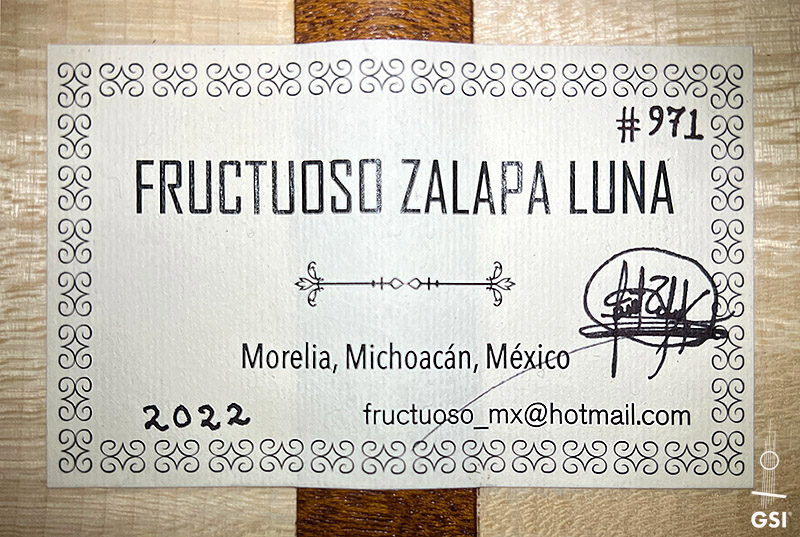 #971
FRUCTUOSO ZALAPA LUNA
Morelia, Michoacán, México
2022
fructuoso_mx@hotmail.com
GSI